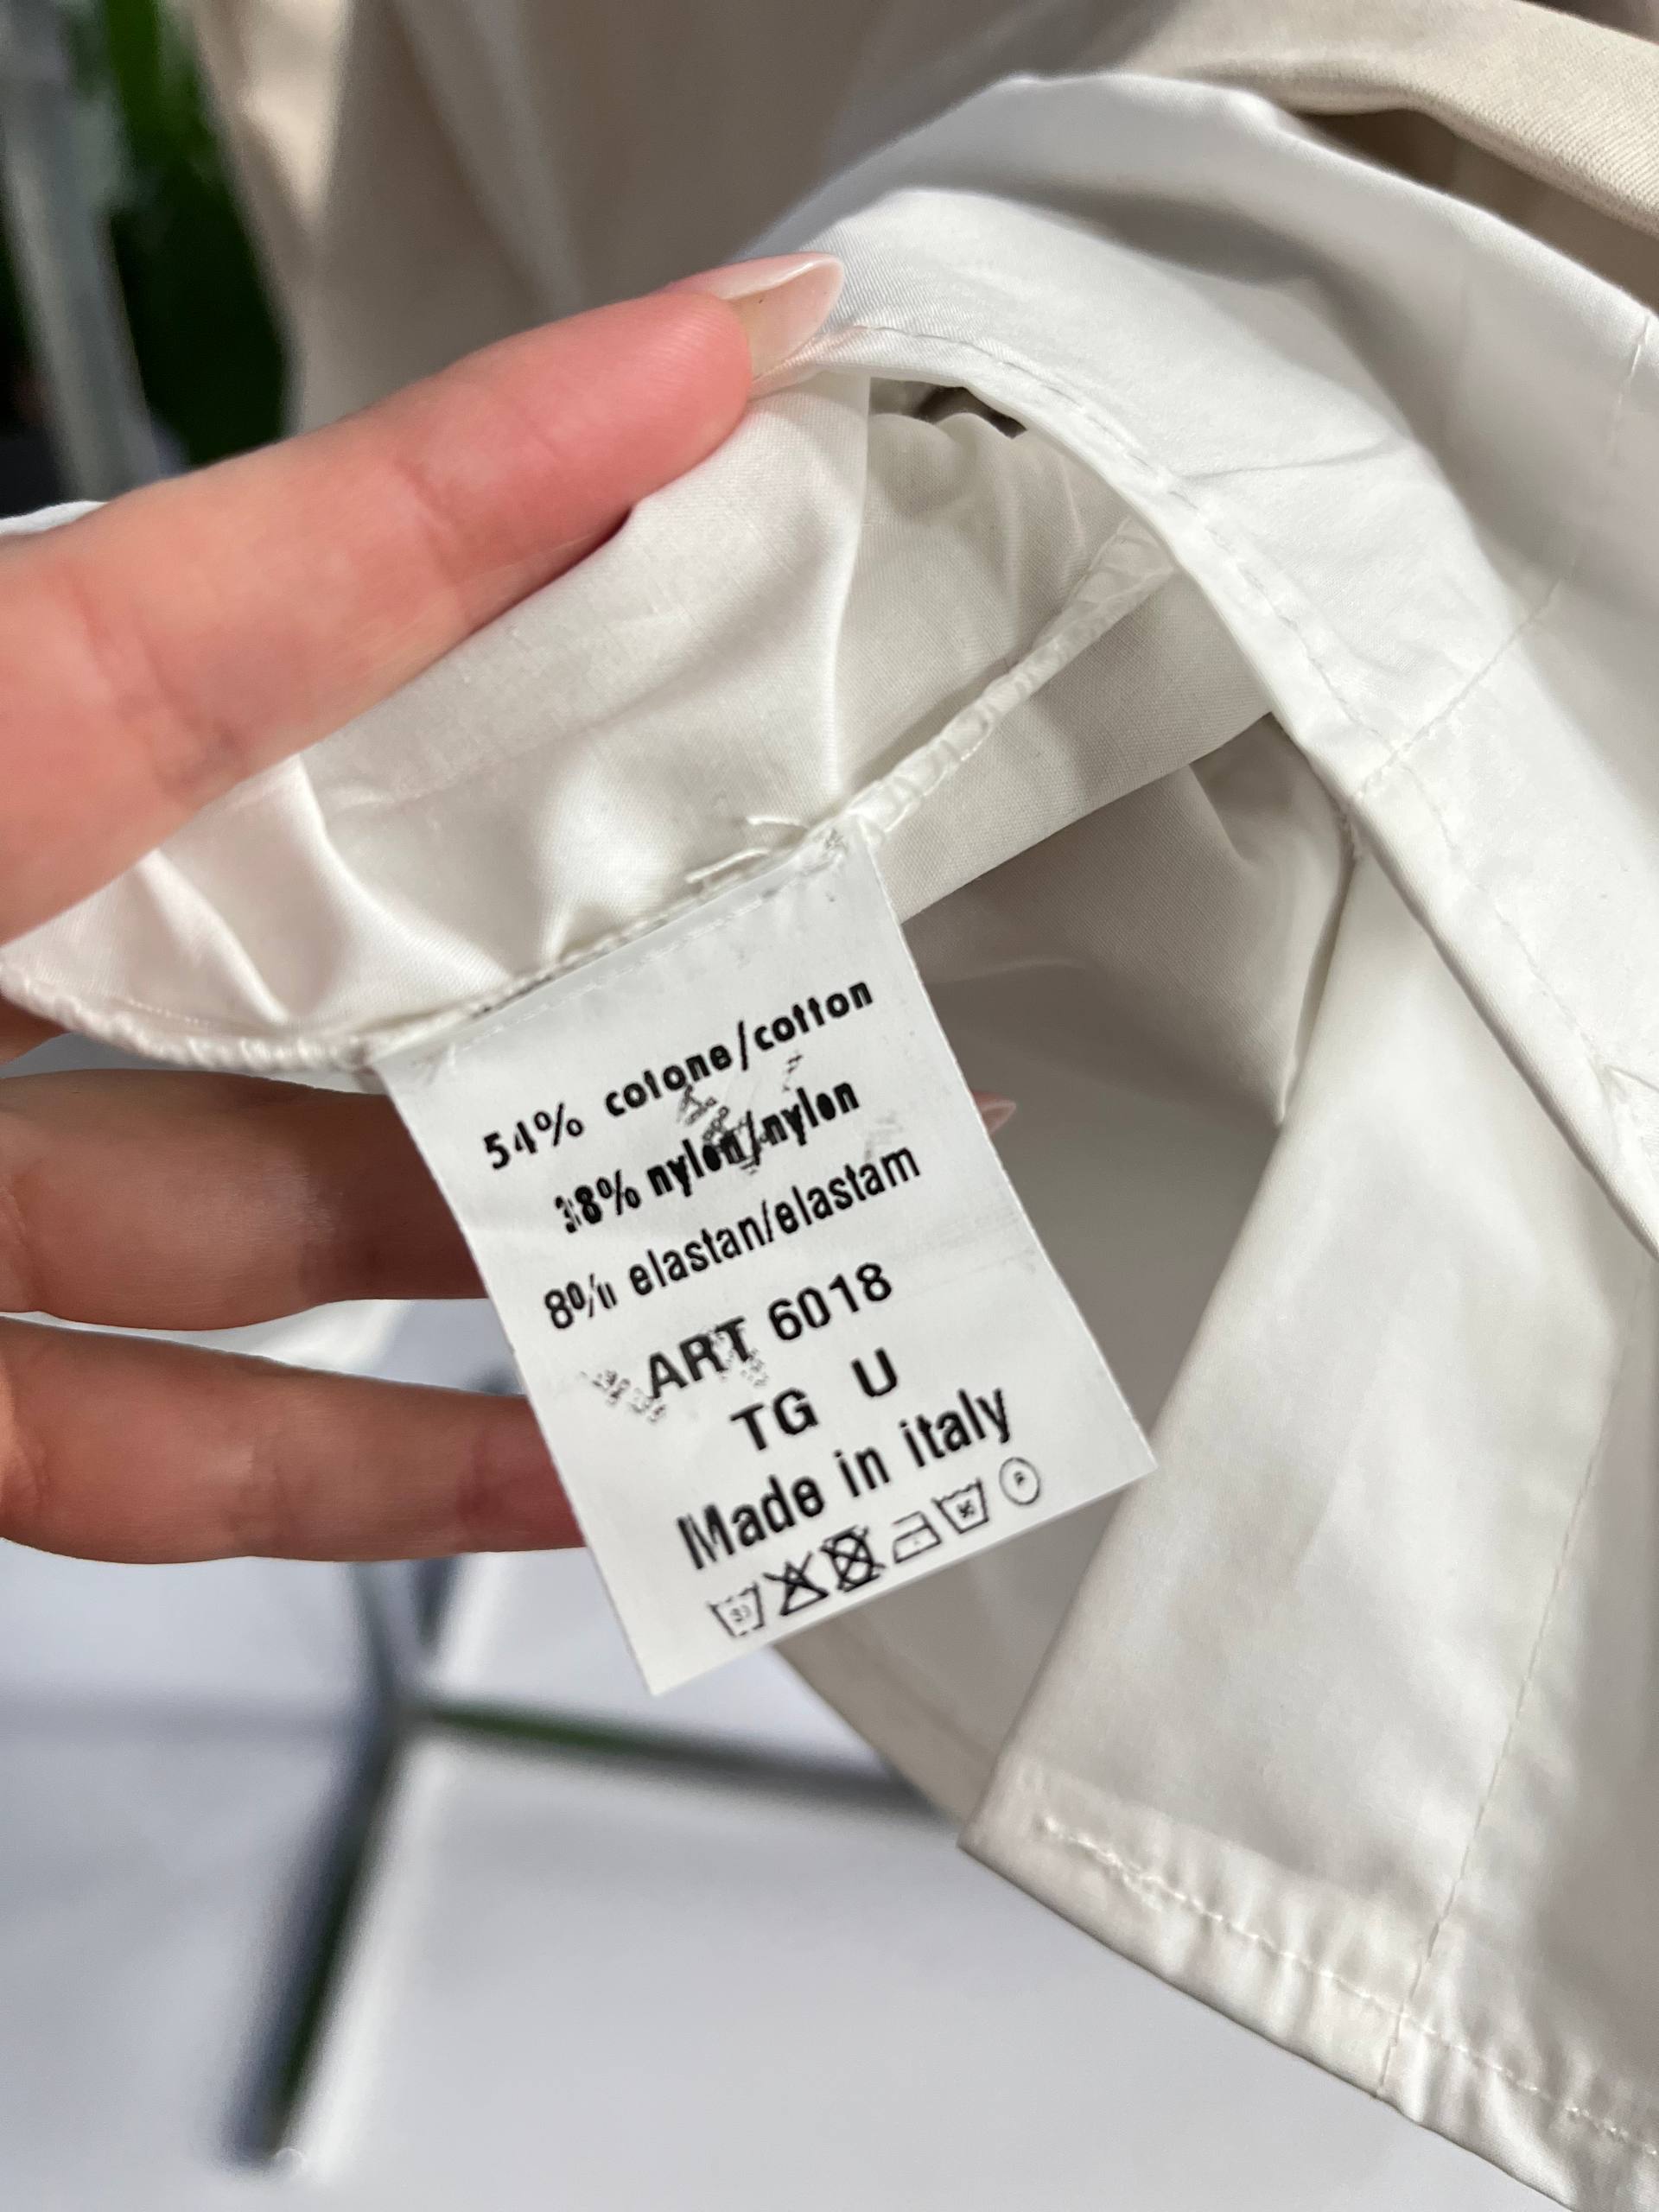 54% cotone/cotton
38% nylon/nylon
8% elastan/elastam
ART 6018
TG U
Made in italy